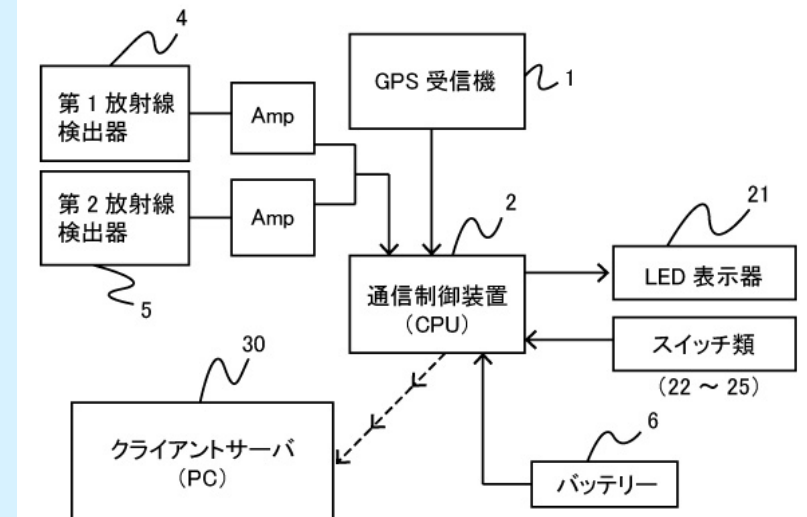 4
第1放射線
検出器
Amp
GPS 受信機
1
第2放射線
検出器
Amp
5
2
通信制御装置
(CPU)
21
LED 表示器
スイッチ類
(22 ~ 25)
30
クライアントサーバ
(PC)
6
バッテリー